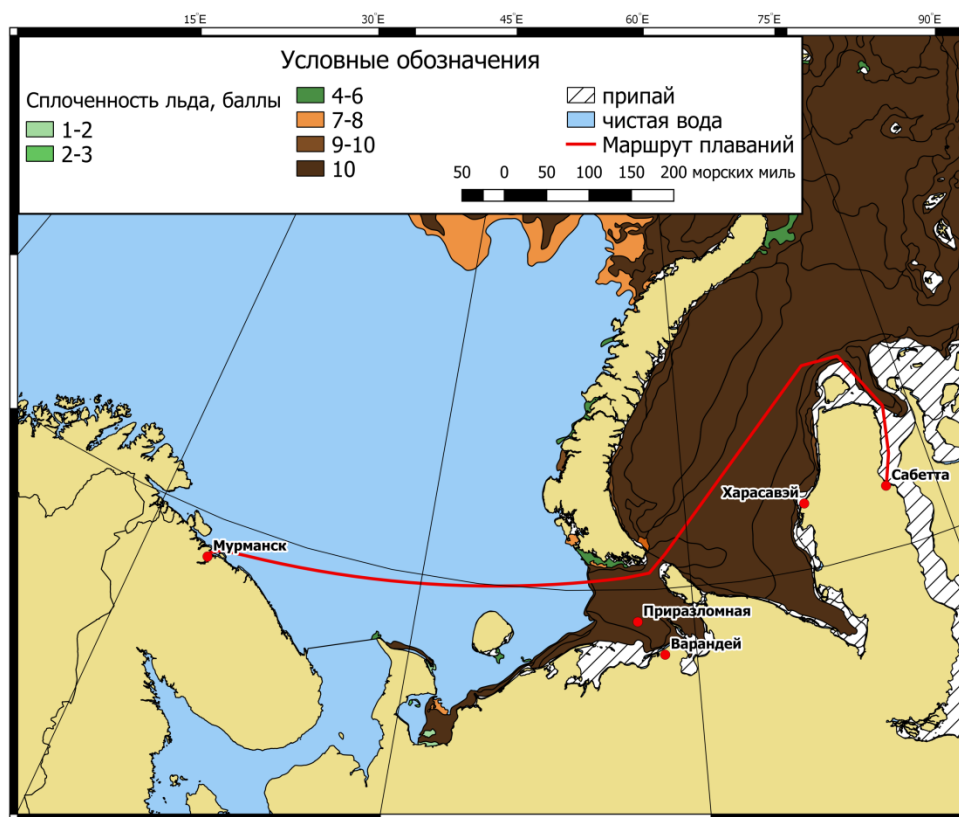 15°E 30°E 45°E 60°E 75°E 90°E
Условные обозначения
Сплоченность льда, баллы
1-2
2-3
4-6
7-8
9-10
10
припай
чистая вода
Маршрут плаваний
50 0 50 100 150 200 морских миль
Сабетта
Харасавэй
Мурманск
Приразломная
Варандей